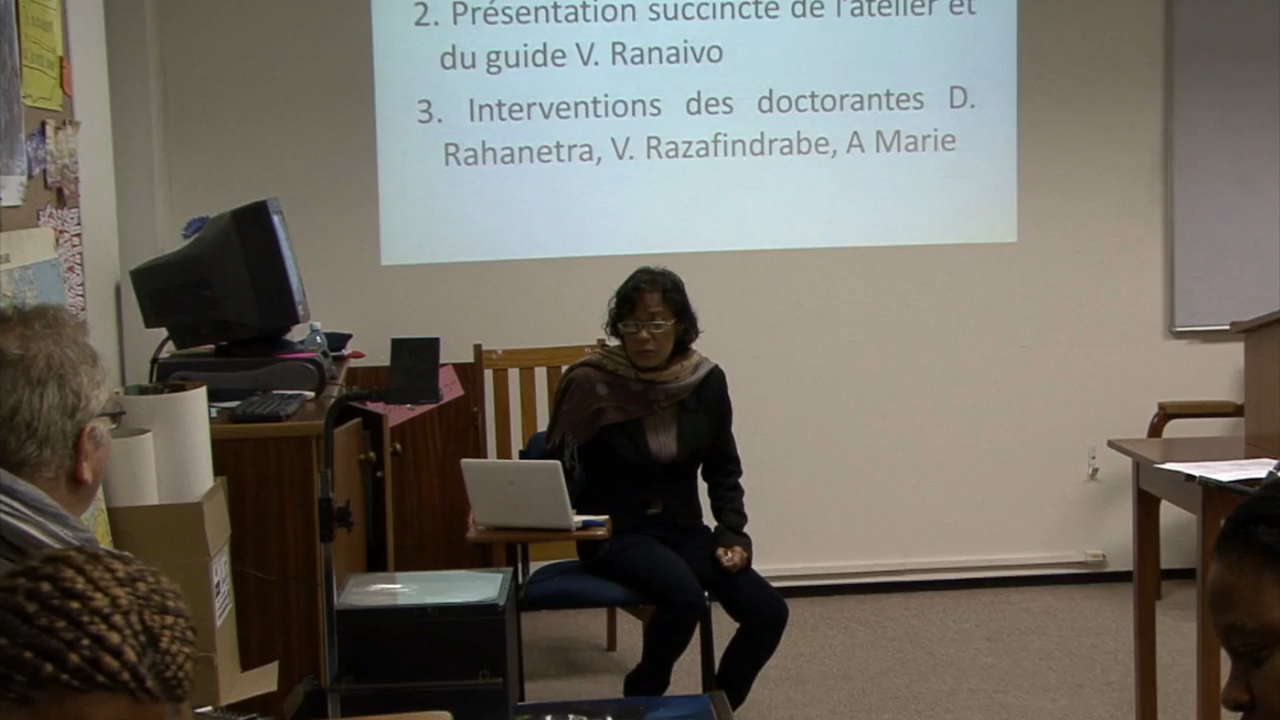 2. Présentation succincte de l'atelier et
du guide V. Ranaivo
3. Interventions des doctorantes D.
Rahanetra, V. Razafindrabe, A Marie